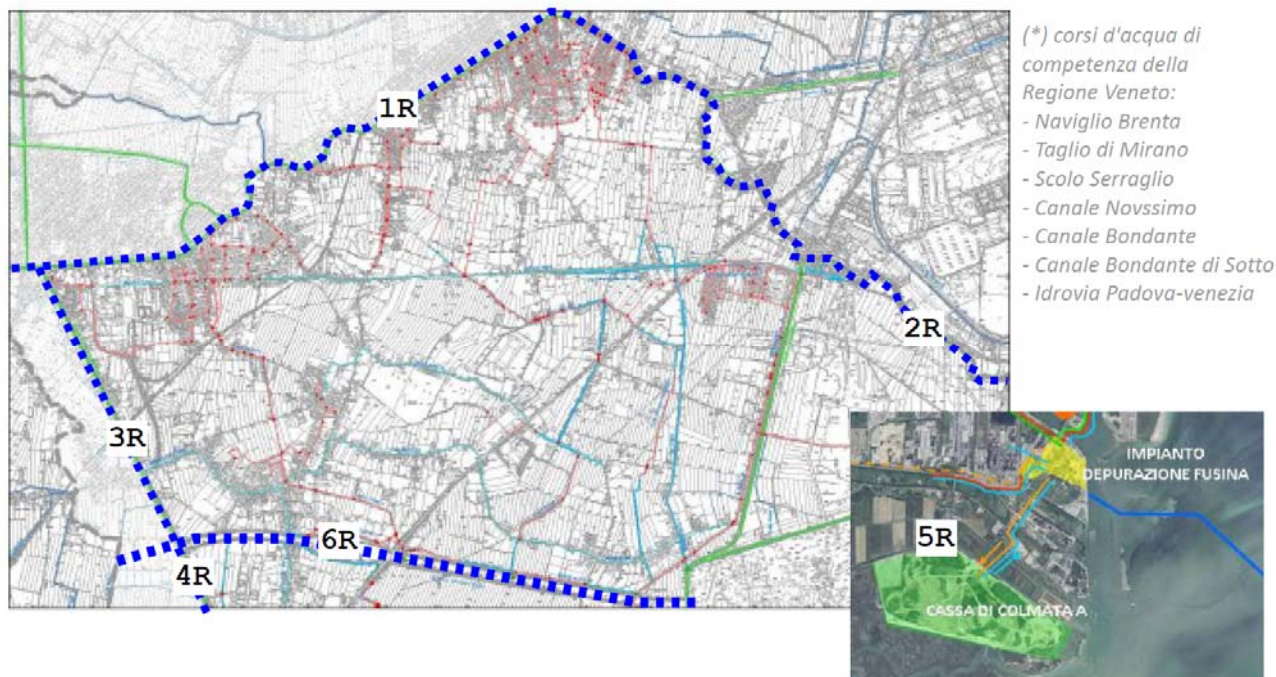 (*) corsi d'acqua di
competenza della
Regione Veneto:
- Naviglio Brenta
- Taglio di Mirano
- Scolo Serraglio
- Canale Novssimo
- Canale Bondante
- Canale Bondante di Sotto
- Idrovia Padova-venezia
1R
2R
3R
6R
4R
IMPIANTO
DEPURAZIONE FUSINA
5R
CASSA DI COLMATA A